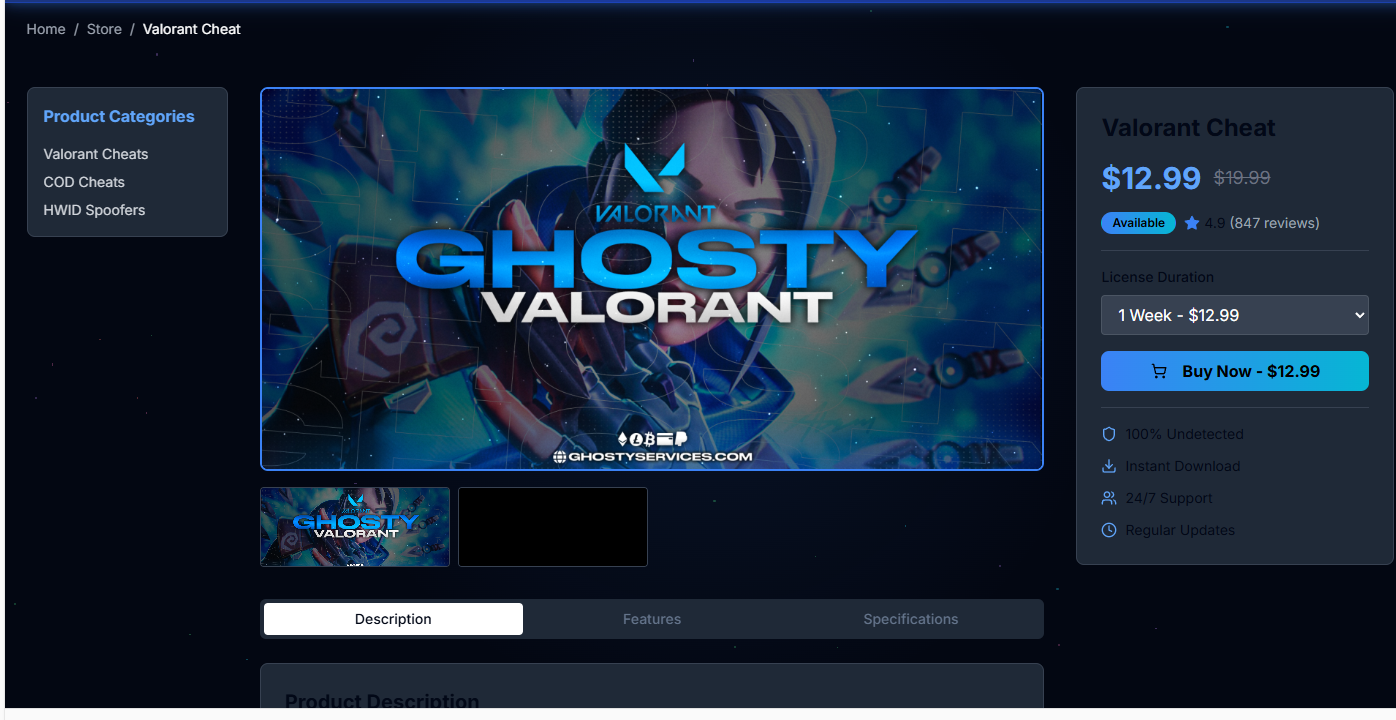 Home / Store / Valorant Cheat
Product Categories
Valorant Cheats
COD Cheats
HWID Spoofers
VALORANT
GHOSTY
VALORANT
GHOSTYSERVICES.COM
GHOSTY
VALORANT
Description
Features
Specifications
Product Description
Valorant Cheat
$12.99 $19.99
Available 4.9 (847 reviews)
License Duration
1 Week - $12.99
Buy Now - $12.99
100% Undetected
Instant Download
24/7 Support
Regular Updates